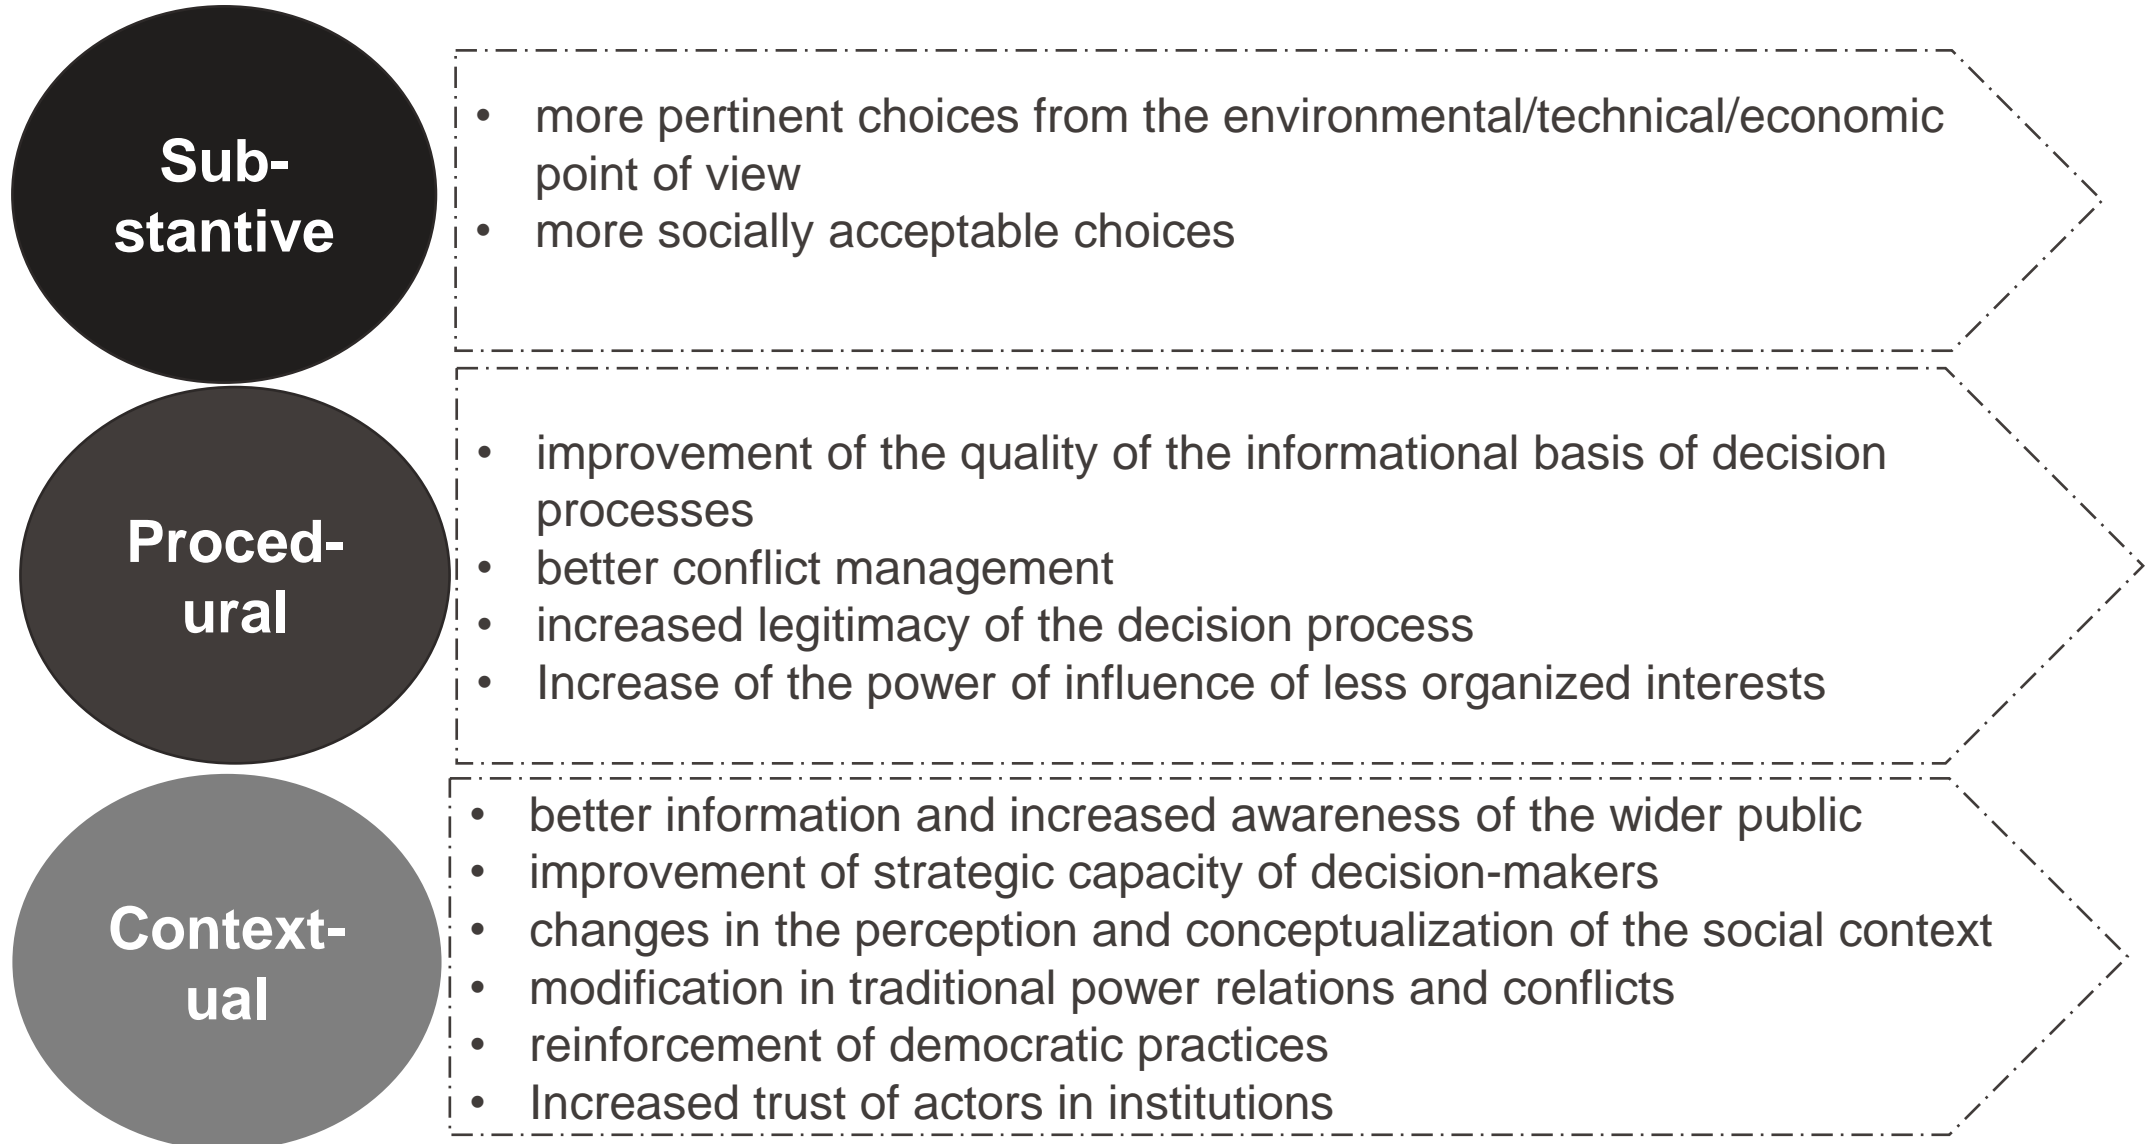 Sub-
stantive
• more pertinent choices from the environmental/technical/economic
point of view
• more socially acceptable choices
Proced-
ural
• improvement of the quality of the informational basis of decision
processes
• better conflict management
• increased legitimacy of the decision process
• Increase of the power of influence of less organized interests
Context-
ual
• better information and increased awareness of the wider public
• improvement of strategic capacity of decision-makers
• changes in the perception and conceptualization of the social context
• modification in traditional power relations and conflicts
• reinforcement of democratic practices
• Increased trust of actors in institutions